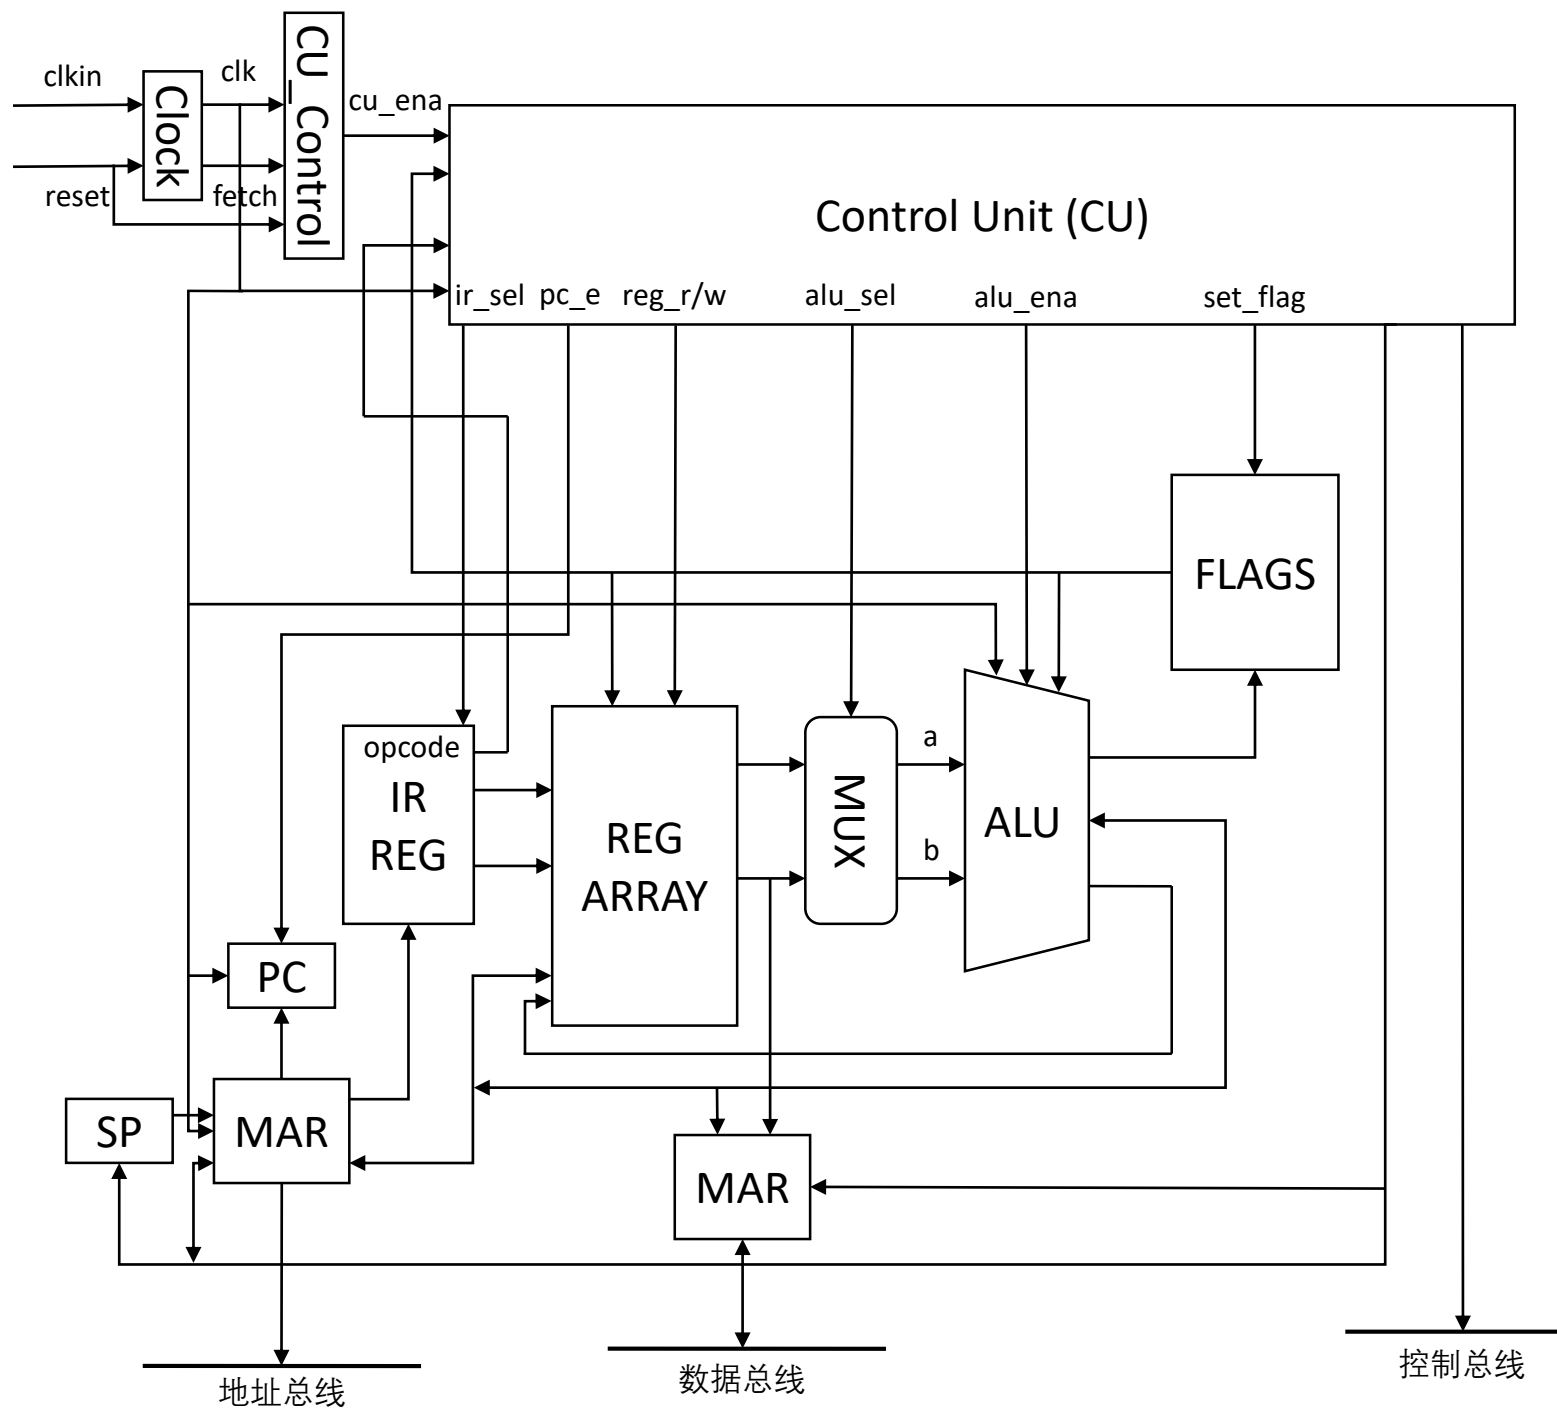 clkin
clk
CU_Control
cu_ena
Clock
reset
fetch
Control Unit (CU)
ir_sel
pc_e
reg_r/w
alu_sel
alu_ena
set_flag
FLAGS
opcode
IR
REG
REG
ARRAY
MUX
a
b
ALU
PC
SP
MAR
MAR
地址总线
数据总线
控制总线